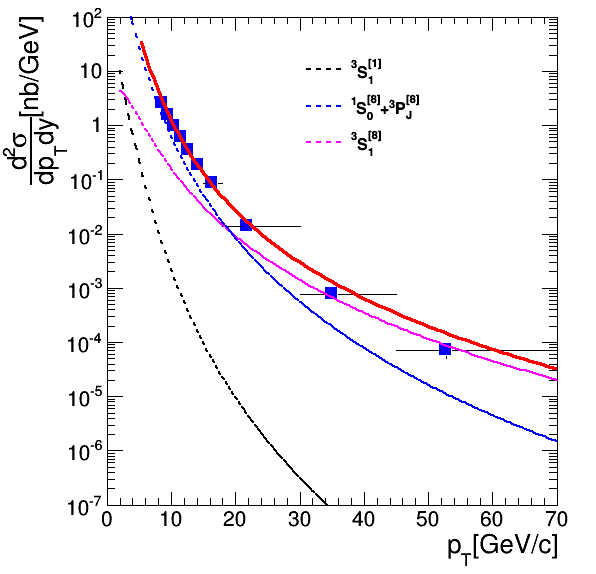 d²σ/dp_T dy [nb/GeV]
10²
10
1
10⁻¹
10⁻²
10⁻³
10⁻⁴
10⁻⁵
10⁻⁶
10⁻⁷
³S₁^[1]
¹S₀^[8]+³P_J^[8]
³S₁^[8]
0 10 20 30 40 50 60 70
p_T[GeV/c]